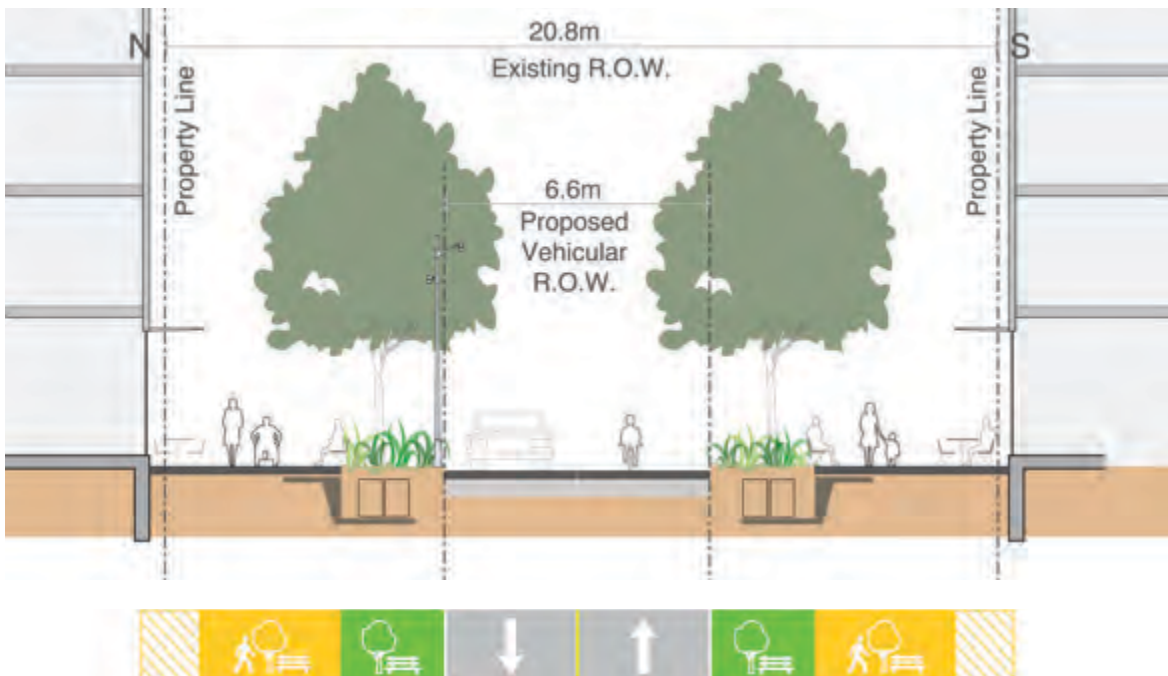 N
20.8m
S
Existing R.O.W.
Property Line
Property Line
6.6m
Proposed
Vehicular
R.O.W.